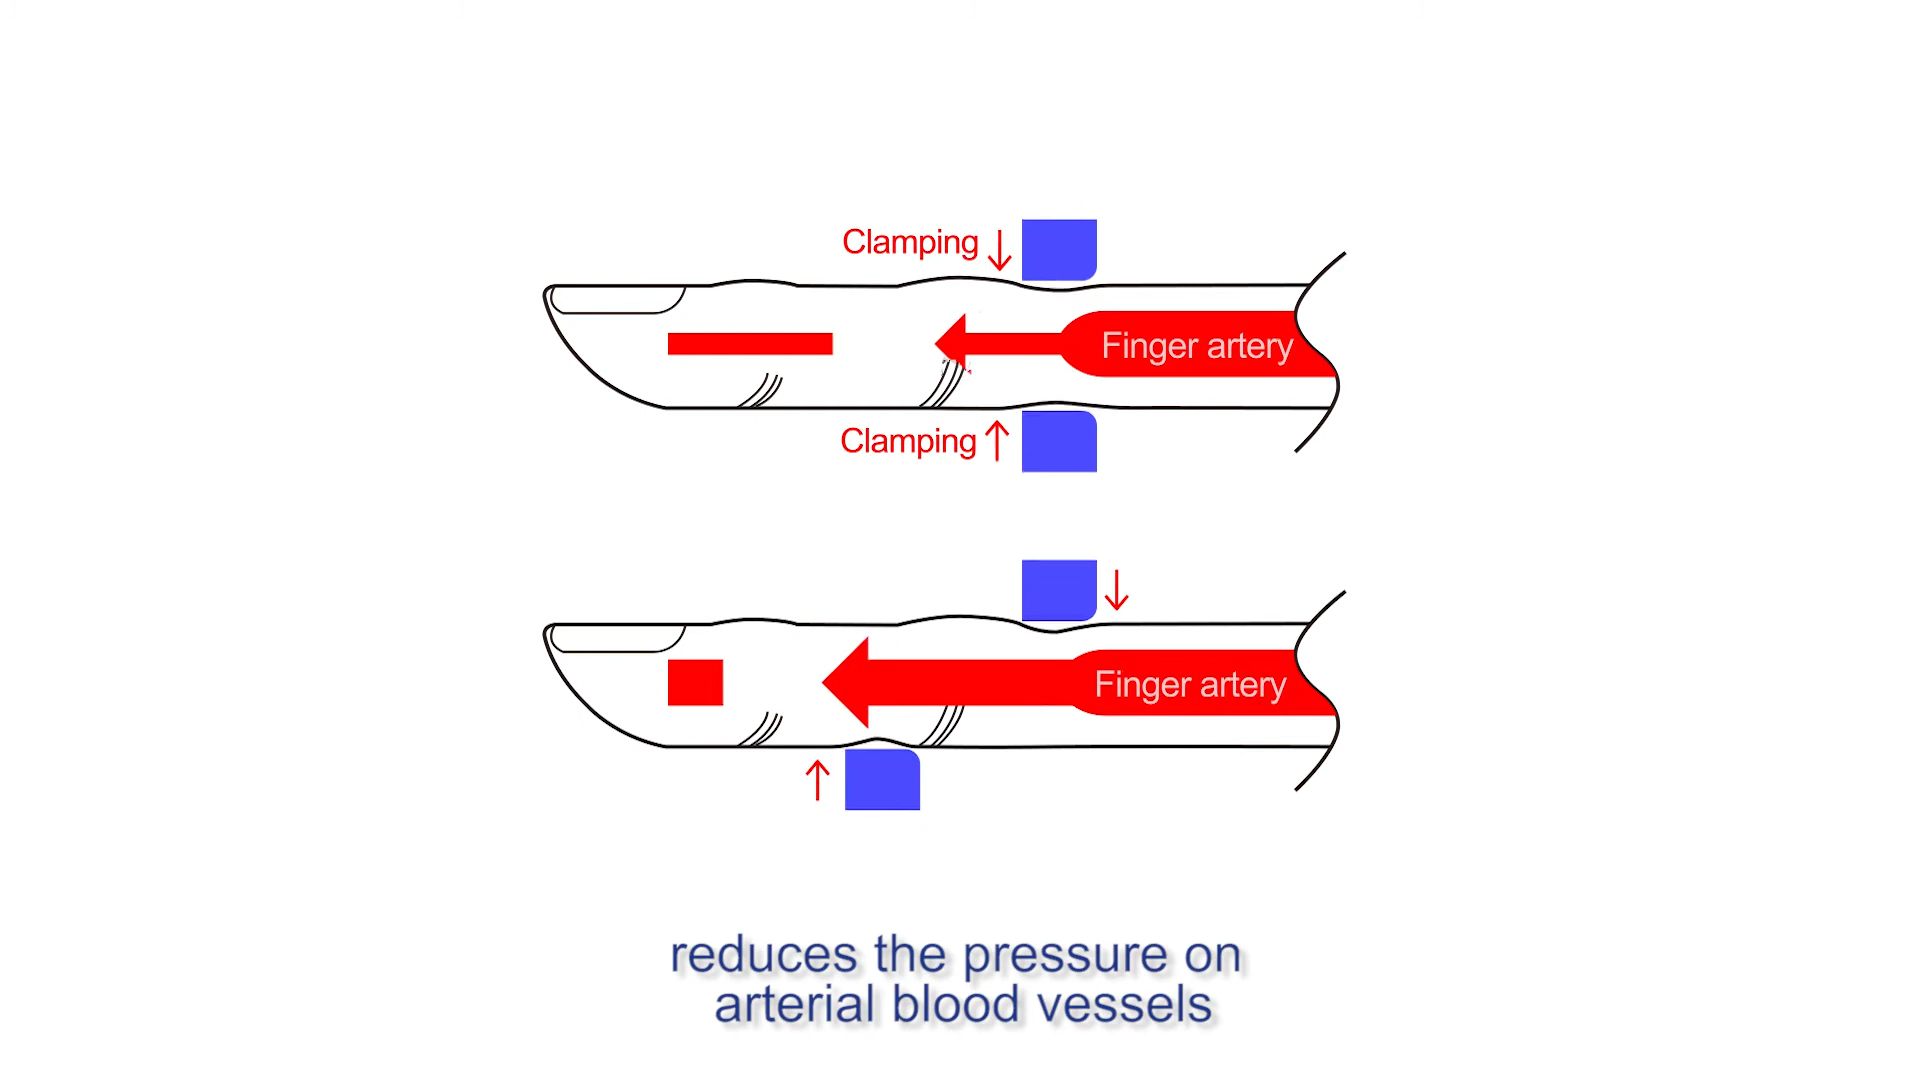 Clamping
Finger artery
Clamping
Finger artery
reduces the pressure on
arterial blood vessels